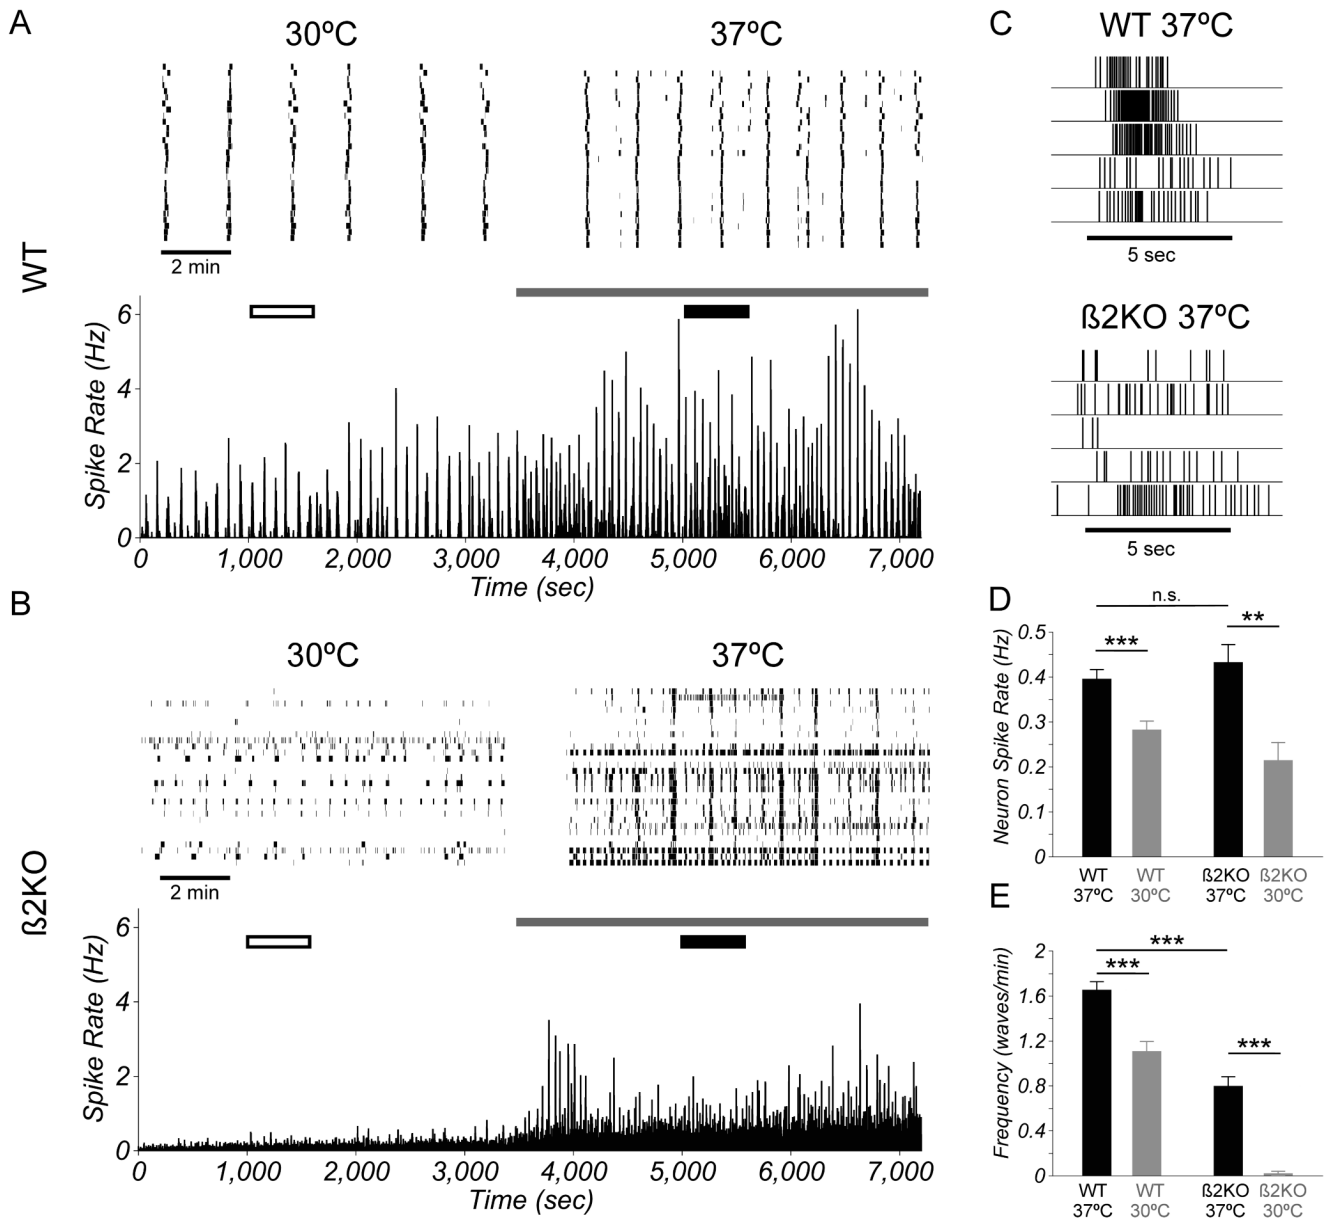 A
30ºC
37ºC
WT
2 min
Spike Rate (Hz)
6
4
2
0
0 1,000 2,000 3,000 4,000 5,000 6,000 7,000
Time (sec)
B
30ºC
37ºC
ß2KO
2 min
Spike Rate (Hz)
6
4
2
0
0 1,000 2,000 3,000 4,000 5,000 6,000 7,000
Time (sec)
C
WT 37ºC
5 sec
ß2KO 37ºC
5 sec
D
n.s.
***
**
Neuron Spike Rate (Hz)
0.5
0.4
0.3
0.2
0.1
0
WT WT ß2KO ß2KO
37ºC 30ºC 37ºC 30ºC
E
***
***
***
Frequency (waves/min)
2
1.6
1.2
0.8
0.4
0
WT WT ß2KO ß2KO
37ºC 30ºC 37ºC 30ºC